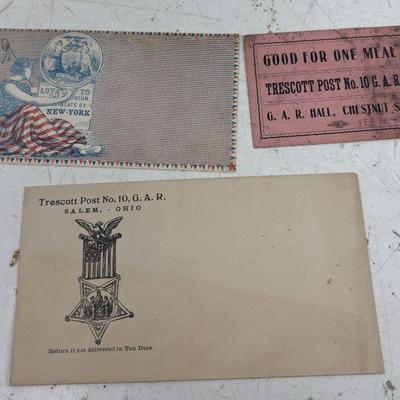 LOYAL TO
THE UNION.
STATE OF
NEW-YORK
GOOD FOR ONE MEAL
TRESCOTT POST No. 10 G. A. R.
G. A. R. HALL, CHESTNUT S
Trescott Post No. 10, G. A. R.
SALEM, - OHIO
Return if not delivered in Ten Days